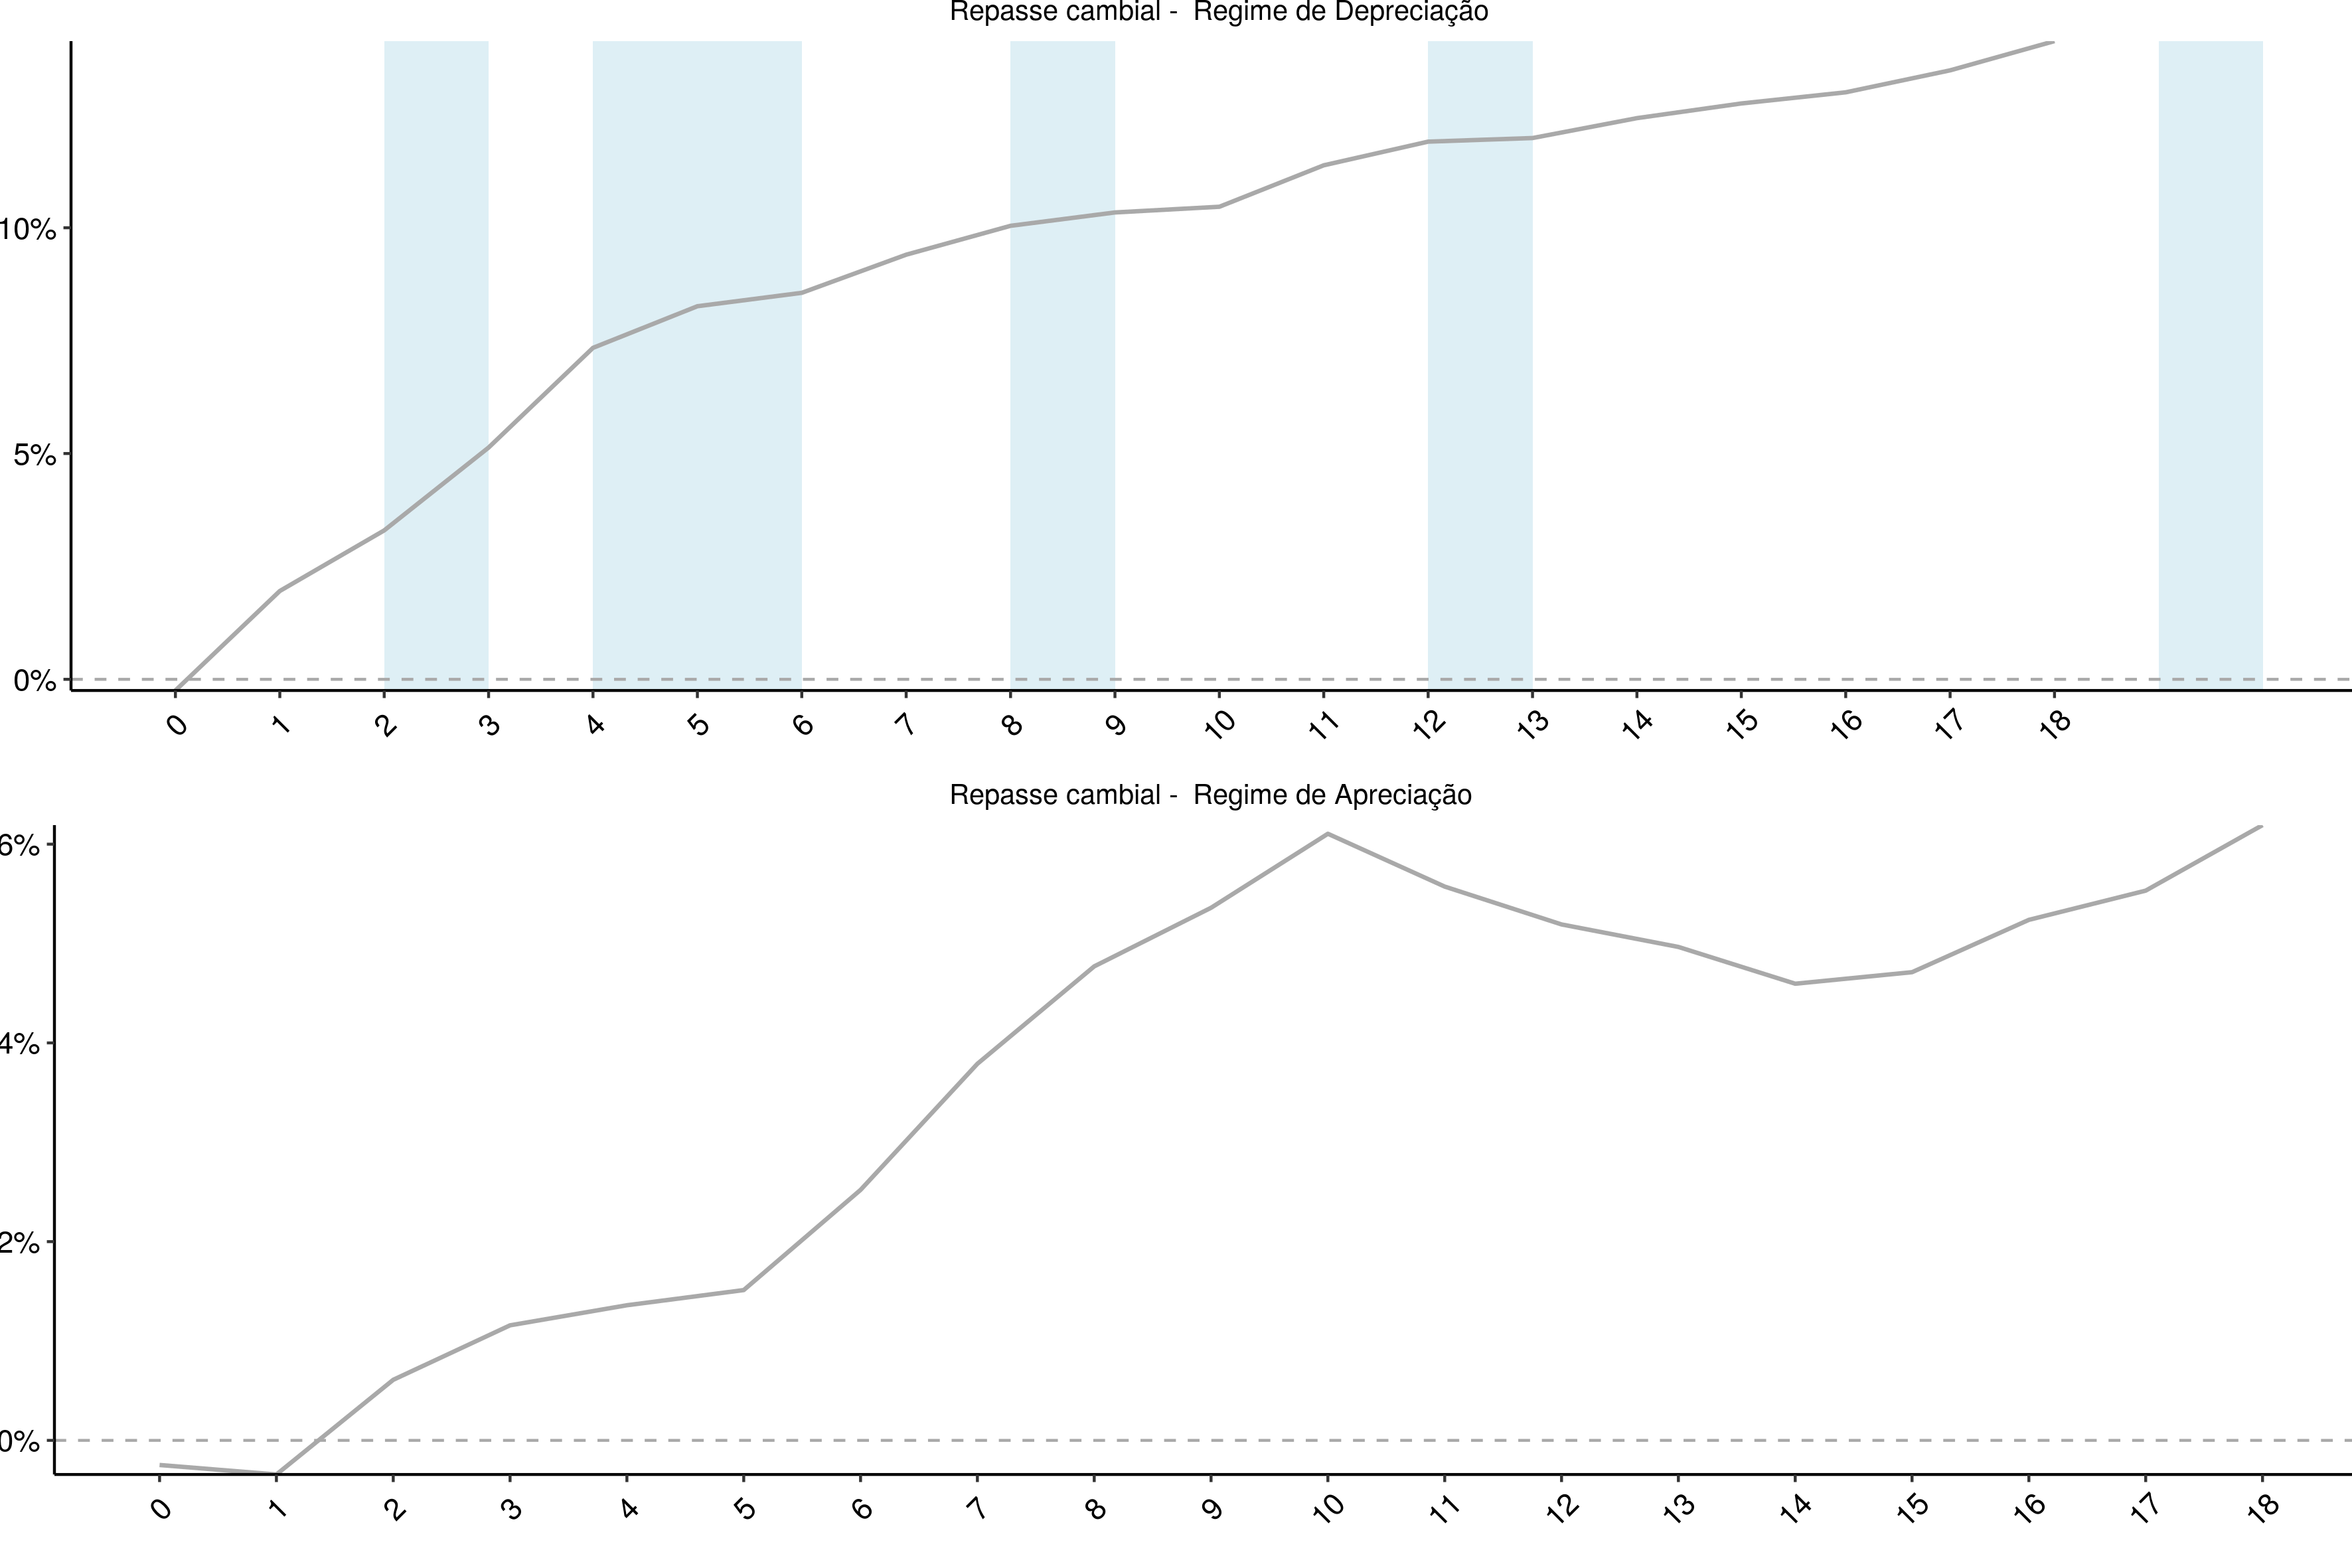 Repasse cambial -  Regime de Depreciação
10%
5%
0%
0 1 2 3 4 5 6 7 8 9 10 11 12 13 14 15 16 17 18
Repasse cambial -  Regime de Apreciação
6%
4%
2%
0%
0 1 2 3 4 5 6 7 8 9 10 11 12 13 14 15 16 17 18